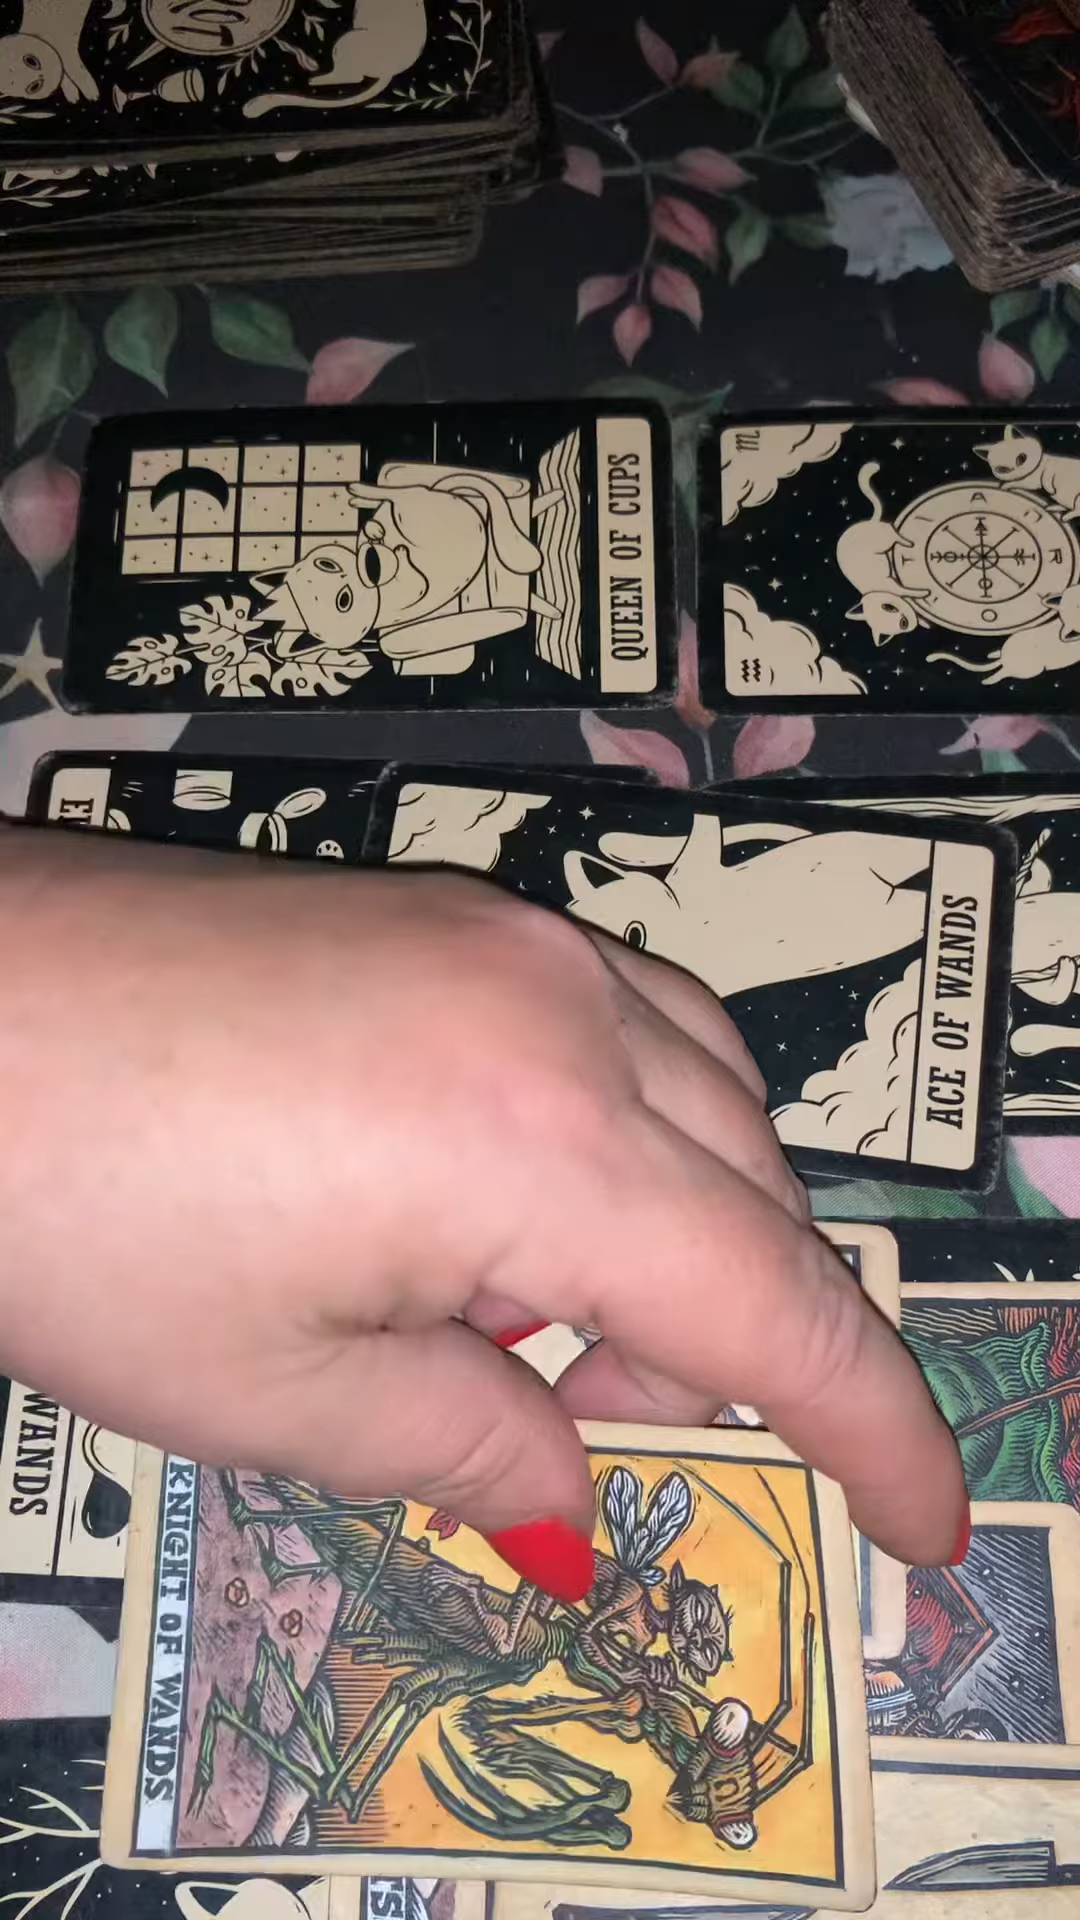 QUEEN OF CUPS
T A R O
ACE OF WANDS
WANDS
KNIGHT OF WANDS